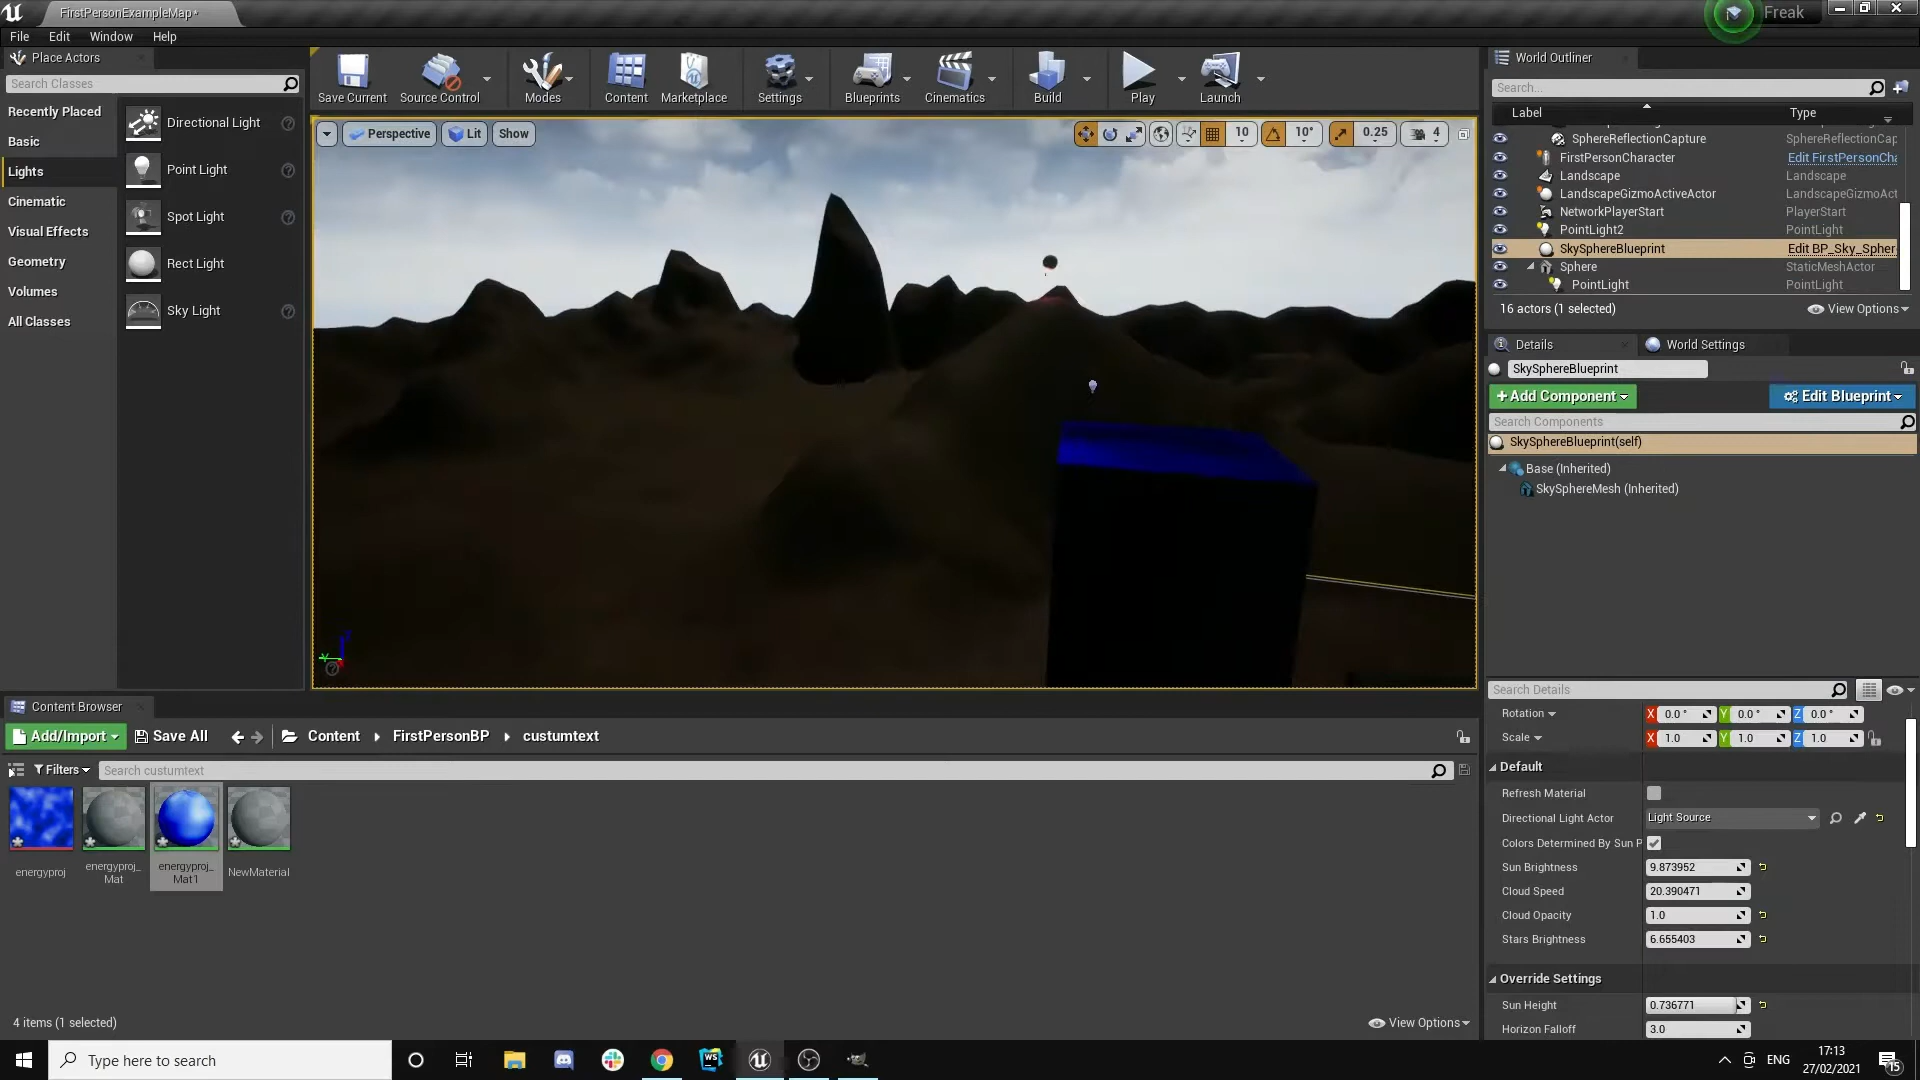 FirstPersonExampleMap*
Freak
File Edit Window Help
Place Actors
Search Classes
Recently Placed
Basic
Lights
Cinematic
Visual Effects
Geometry
Volumes
All Classes
Directional Light
Point Light
Spot Light
Rect Light
Sky Light
Save Current
Source Control
Modes
Content
Marketplace
Settings
Blueprints
Cinematics
Build
Play
Launch
Perspective
Lit
Show
10
10°
0.25
4
World Outliner
Search...
Label Type
SphereReflectionCapture SphereReflectionCap
FirstPersonCharacter Edit FirstPersonCha
Landscape Landscape
LandscapeGizmoActiveActor LandscapeGizmoAct
NetworkPlayerStart PlayerStart
PointLight2 PointLight
SkySphereBlueprint Edit BP_Sky_Spher
Sphere StaticMeshActor
PointLight PointLight
16 actors (1 selected) View Options
Details World Settings
SkySphereBlueprint
+Add Component Edit Blueprint
Search Components
SkySphereBlueprint(self)
Base (Inherited)
SkySphereMesh (Inherited)
Search Details
Rotation X 0.0° Y 0.0° Z 0.0°
Scale X 1.0 Y 1.0 Z 1.0
Default
Refresh Material
Directional Light Actor Light Source
Colors Determined By Sun P
Sun Brightness 9.873952
Cloud Speed 20.390471
Cloud Opacity 1.0
Stars Brightness 6.655403
Override Settings
Sun Height 0.736771
Horizon Falloff 3.0
Content Browser
Add/Import Save All Content FirstPersonBP custumtext
Filters Search custumtext
energyproj
energyproj_
Mat
energyproj_
Mat1
NewMaterial
4 items (1 selected) View Options
Type here to search
WS
ENG
17:13
27/02/2021
15